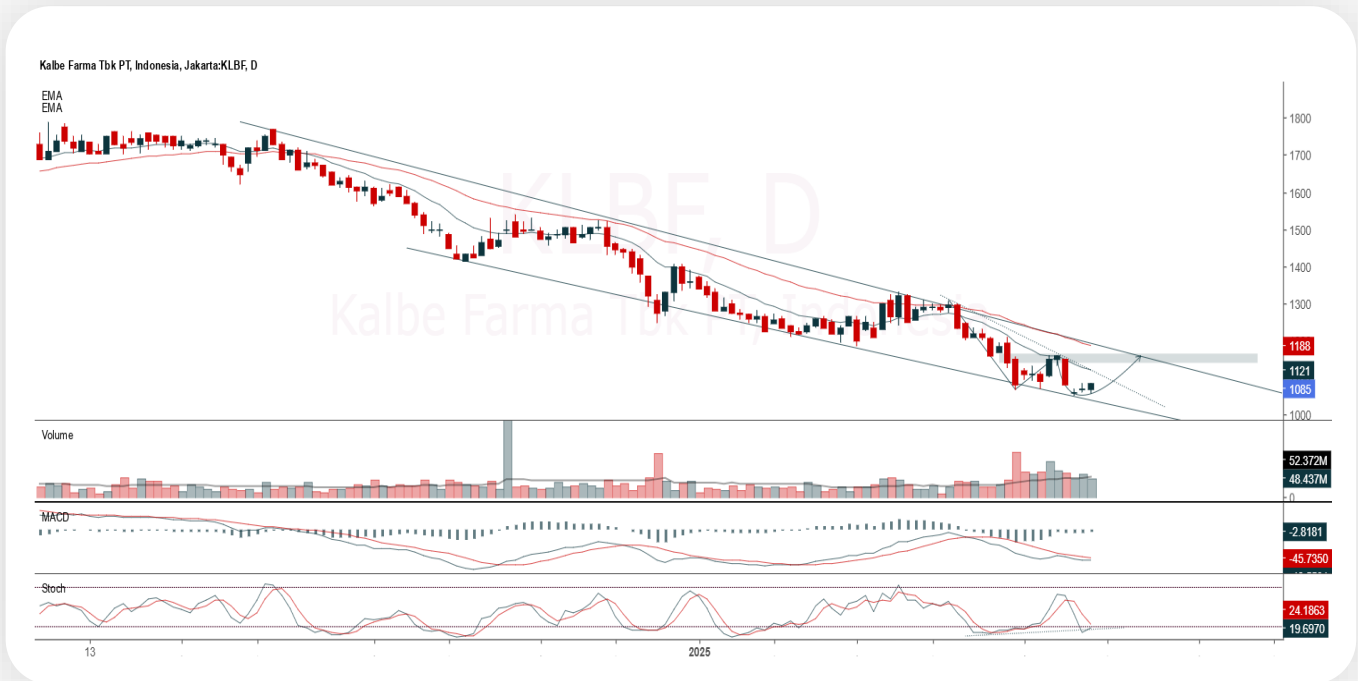 Kalbe Farma Tbk PT, Indonesia, Jakarta:KLBF, D
EMA
EMA
KLBF, D
Kalbe Farma Tbk PT, Indonesia
1800
1700
1600
1500
1400
1300
1188
1121
1085
1000
Volume
52.372M
48.437M
0
MACD
-2.8181
-45.7350
Stoch
24.1863
19.6970
13
2025